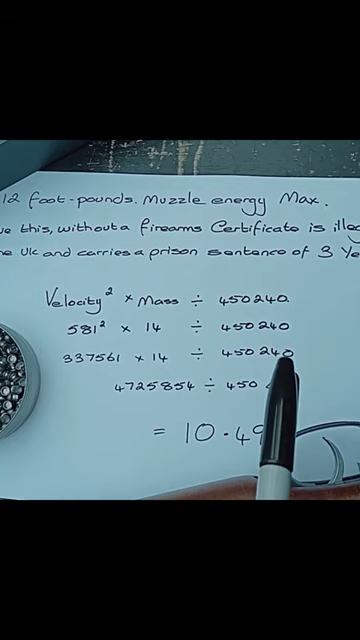 12 foot-pounds. Muzzle energy Max.
this, without a firearms Certificate is
UK and carries a prison sentence of 3
Velocity² × Mass ÷ 450240.
581² × 14 ÷ 450240
337561 × 14 ÷ 450240
4725854 ÷ 450
= 10.49